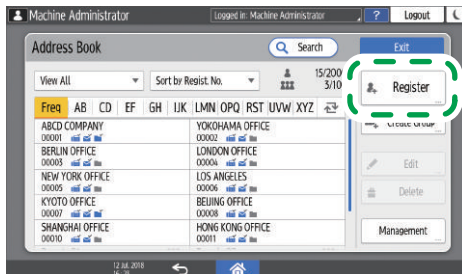 Machine Administrator
Logged in: Machine Administrator
?
Logout
Address Book
Search
Exit
View All
Sort by Regist. No.
15/2000
3/10
Register
Freq AB CD EF GH IJK LMN OPQ RST UVW XYZ
Create Group
ABCD COMPANY
00001
YOKOHAMA OFFICE
00002
BERLIN OFFICE
00003
LONDON OFFICE
00004
Edit
NEW YORK OFFICE
00005
LOS ANGELES
00006
Delete
KYOTO OFFICE
00007
BEIJING OFFICE
00008
SHANGHAI OFFICE
00010
HONG KONG OFFICE
00011
Management
12 Jul. 2018